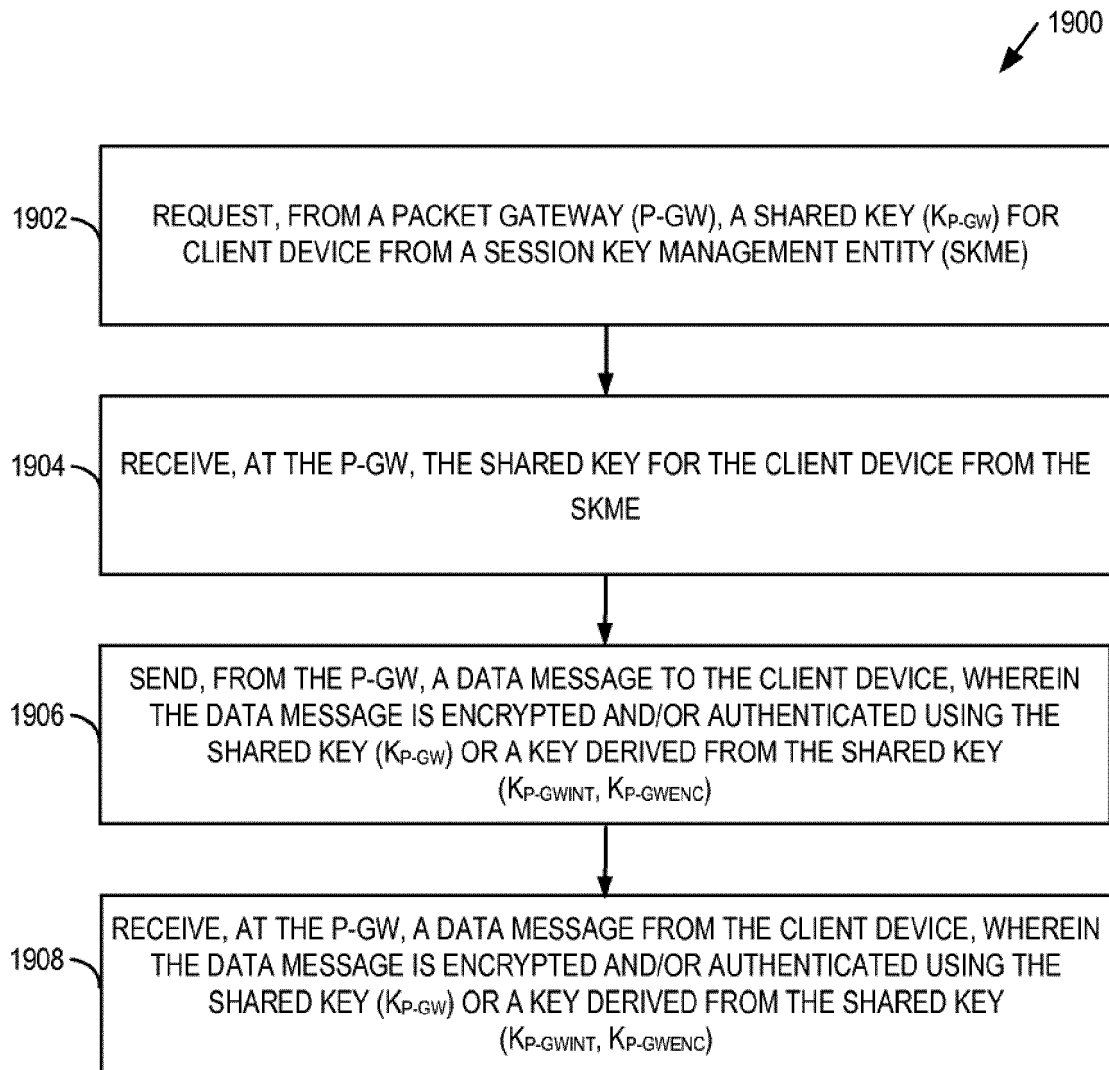 1900
1902
REQUEST, FROM A PACKET GATEWAY (P-GW), A SHARED KEY (KP-GW) FOR
CLIENT DEVICE FROM A SESSION KEY MANAGEMENT ENTITY (SKME)
1904
RECEIVE, AT THE P-GW, THE SHARED KEY FOR THE CLIENT DEVICE FROM THE
SKME
1906
SEND, FROM THE P-GW, A DATA MESSAGE TO THE CLIENT DEVICE, WHEREIN
THE DATA MESSAGE IS ENCRYPTED AND/OR AUTHENTICATED USING THE
SHARED KEY (KP-GW) OR A KEY DERIVED FROM THE SHARED KEY
(KP-GWINT, KP-GWENC)
1908
RECEIVE, AT THE P-GW, A DATA MESSAGE FROM THE CLIENT DEVICE, WHEREIN
THE DATA MESSAGE IS ENCRYPTED AND/OR AUTHENTICATED USING THE
SHARED KEY (KP-GW) OR A KEY DERIVED FROM THE SHARED KEY
(KP-GWINT, KP-GWENC)